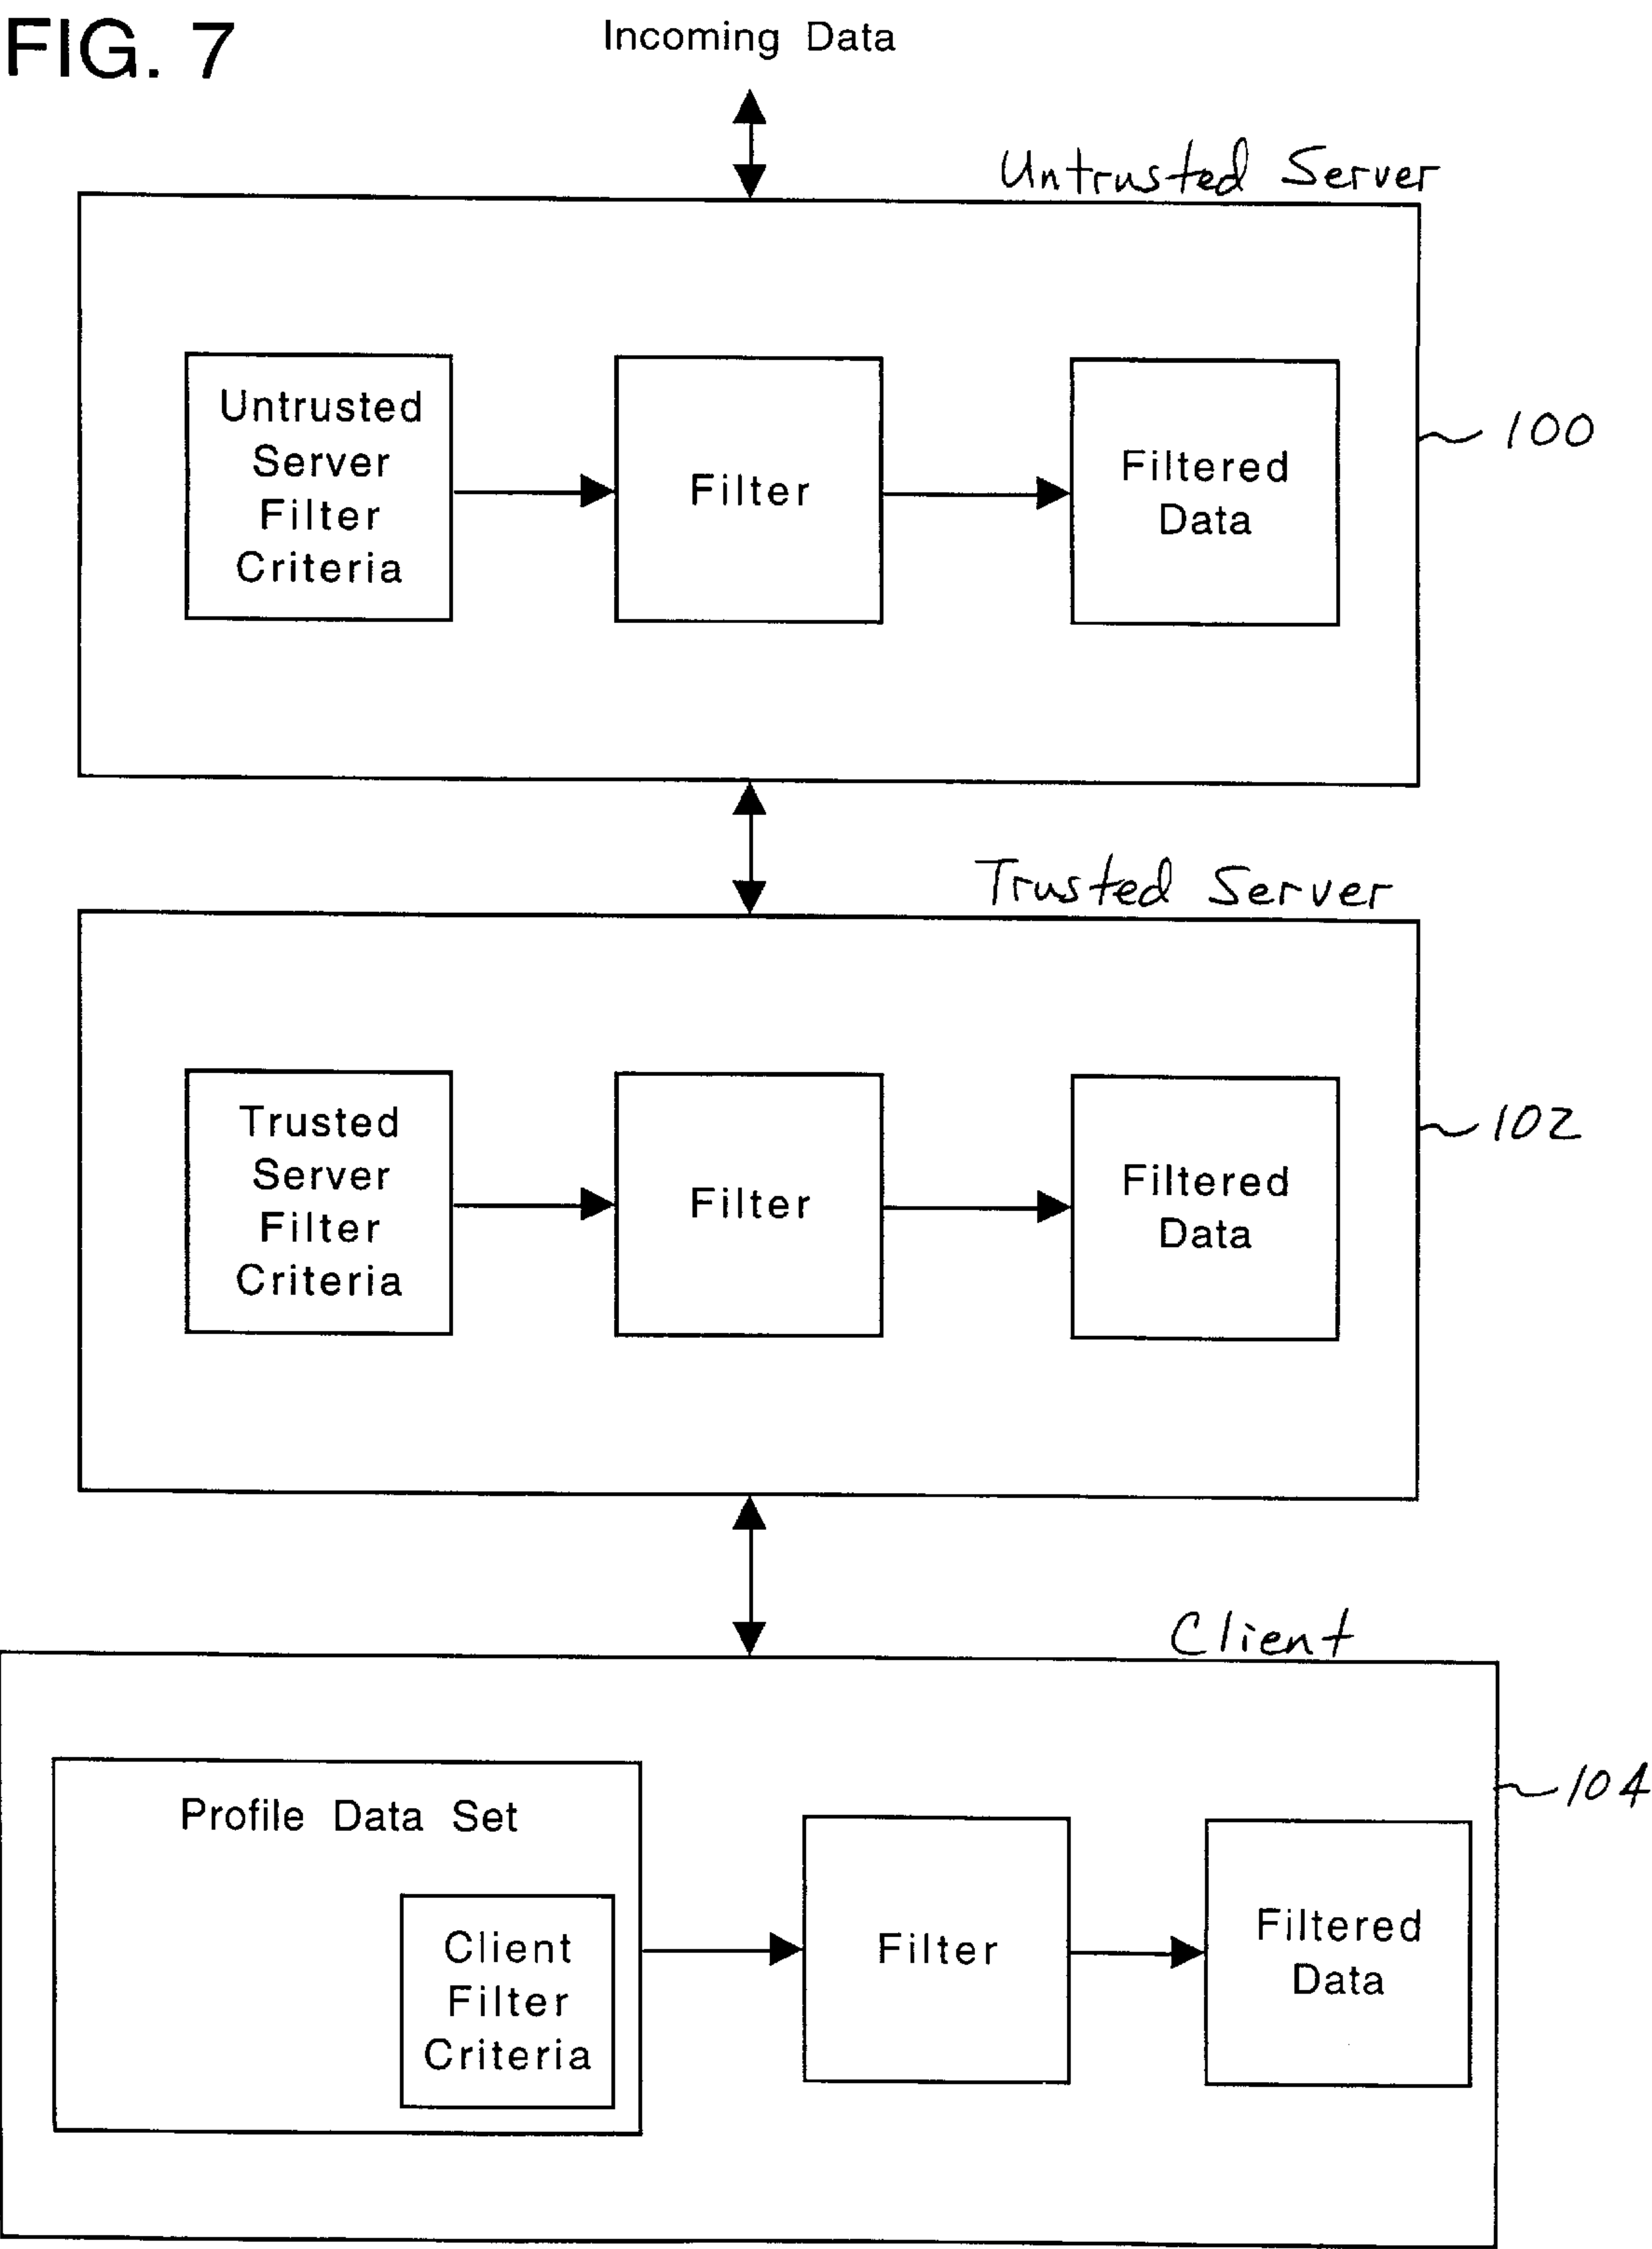 FIG. 7
Incoming Data
Untrusted Server
Untrusted
Server
Filter
Criteria
Filter
Filtered
Data
100
Trusted Server
Trusted
Server
Filter
Criteria
Filter
Filtered
Data
102
Client
Profile Data Set
Client
Filter
Criteria
Filter
Filtered
Data
104